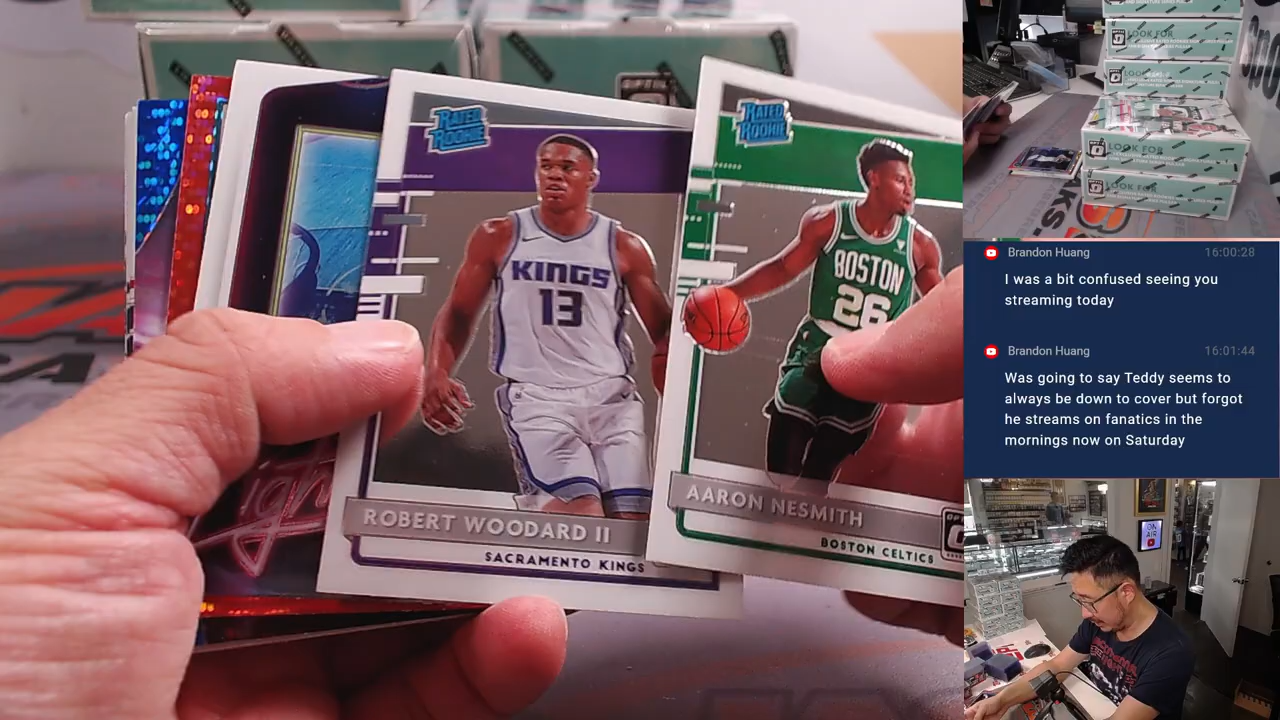 RATED
ROOKIE
KINGS
13
ROBERT WOODARD II
SACRAMENTO KINGS
RATED
ROOKIE
BOSTON
26
AARON NESMITH
BOSTON CELTICS
LOOK FOR
LOOK FOR
LOOK FOR
Brandon Huang 16:00:28
I was a bit confused seeing you
streaming today
Brandon Huang 16:01:44
Was going to say Teddy seems to
always be down to cover but forgot
he streams on fanatics in the
mornings now on Saturday
ON
AIR